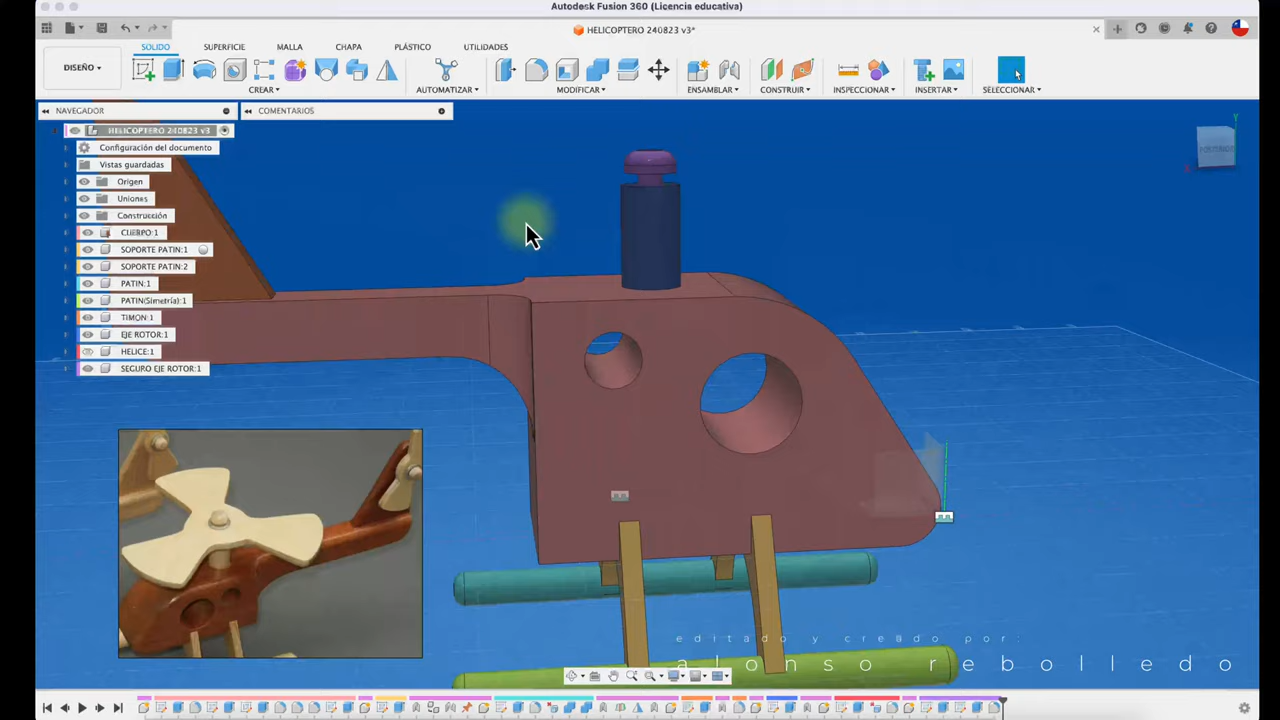 Autodesk Fusion 360 (Licencia educativa)
HELICOPTERO 240823 v3*
SÓLIDO SUPERFICIE MALLA CHAPA PLÁSTICO UTILIDADES
DISEÑO
CREAR AUTOMATIZAR MODIFICAR ENSAMBLAR CONSTRUIR INSPECCIONAR INSERTAR SELECCIONAR
NAVEGADOR COMENTARIOS
HELICOPTERO 240823 v3
Configuración del documento
Vistas guardadas
Origen
Uniones
Construcción
CUERPO:1
SOPORTE PATIN:1
SOPORTE PATIN:2
PATIN:1
PATIN(Simetría):1
TIMON:1
EJE ROTOR:1
HELICE:1
SEGURO EJE ROTOR:1
POSTERIOR
Y
editado y creado por:
alonso rebolledo